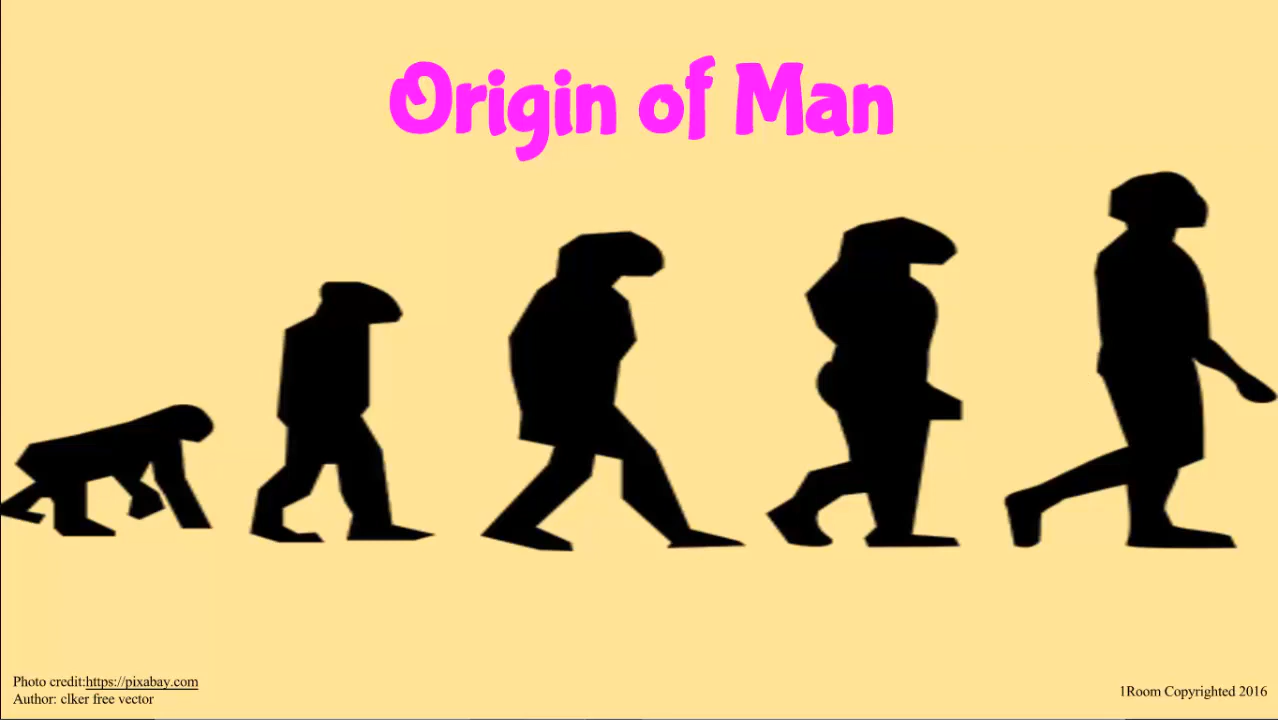 Origin of Man
Photo credit:https://pixabay.com
Author: clker free vector
1Room Copyrighted 2016